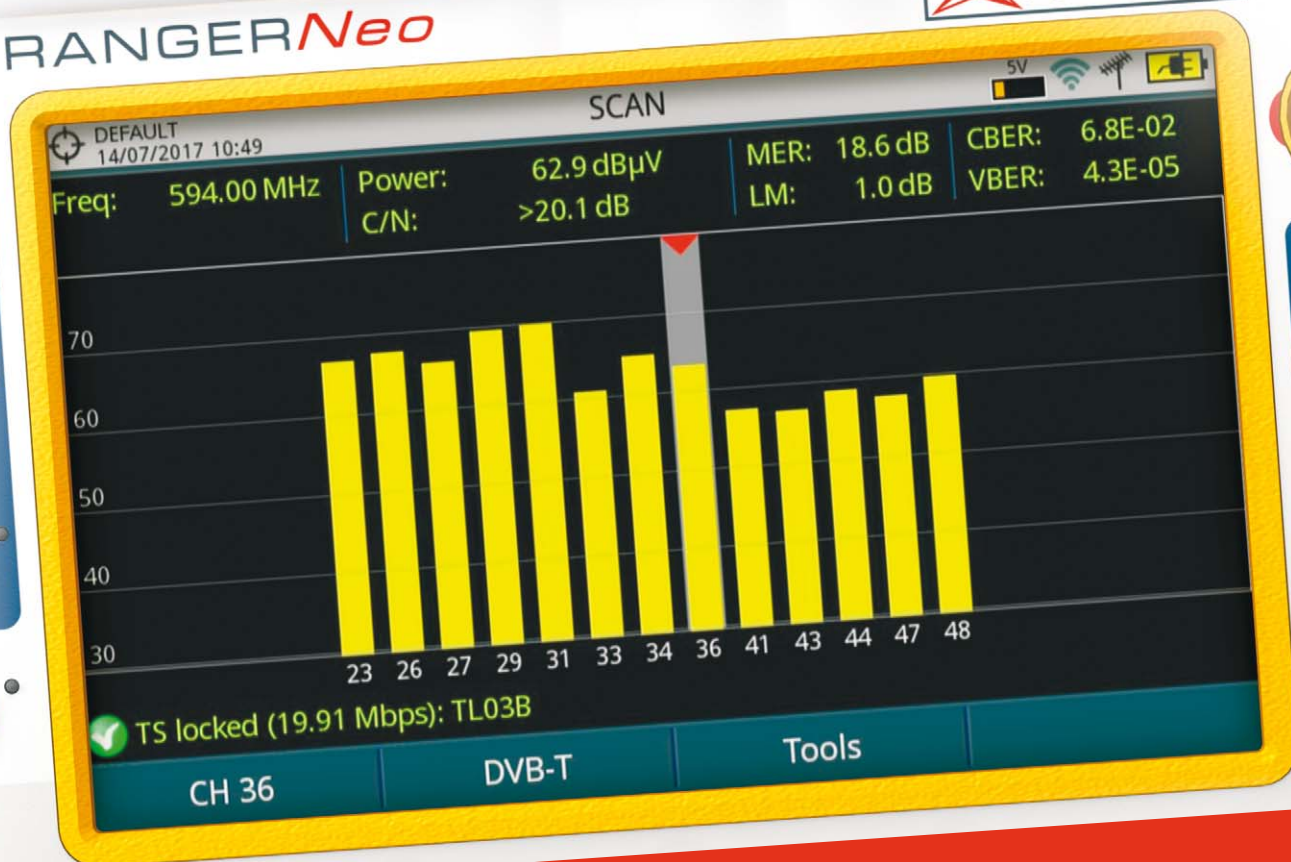 RANGERNeo
DEFAULT
14/07/2017 10:49
SCAN
5V
Freq: 594.00 MHz
Power: 62.9 dBµV
C/N: >20.1 dB
MER: 18.6 dB
LM: 1.0 dB
CBER: 6.8E-02
VBER: 4.3E-05
70
60
50
40
30
23 26 27 29 31 33 34 36 41 43 44 47 48
TS locked (19.91 Mbps): TL03B
CH 36 DVB-T Tools